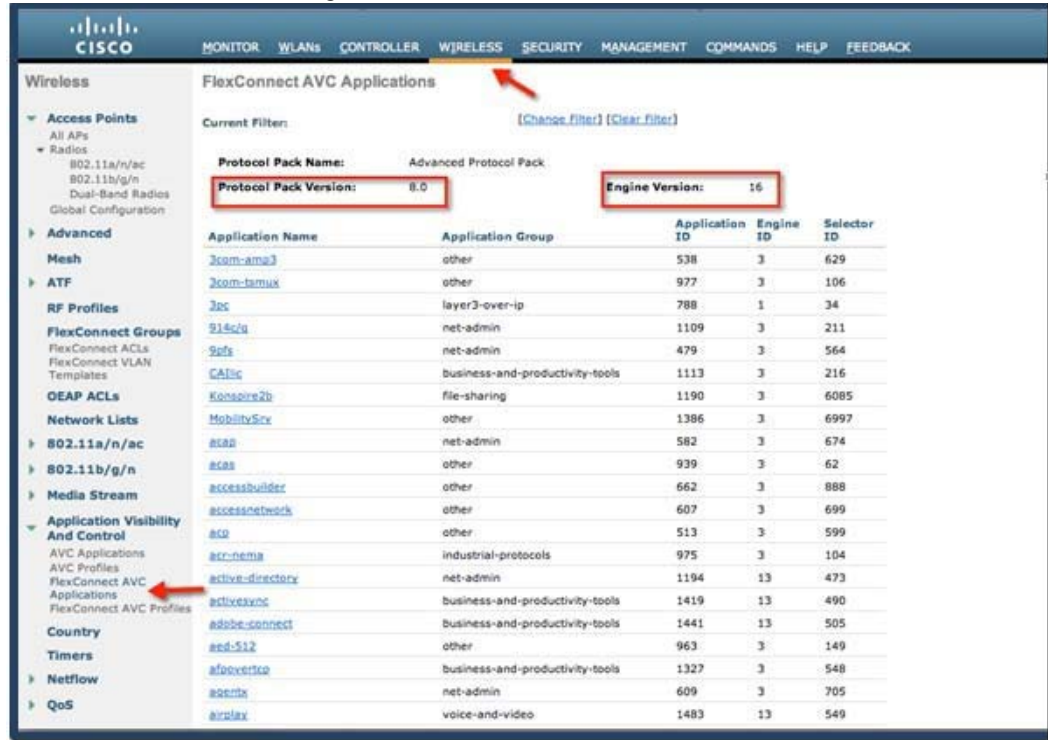 CISCO
MONITOR WLANs CONTROLLER WIRELESS SECURITY MANAGEMENT COMMANDS HELP FEEDBACK
Wireless
Access Points
All APs
Radios
802.11a/n/ac
802.11b/g/n
Dual-Band Radios
Global Configuration
Advanced
Mesh
ATF
RF Profiles
FlexConnect Groups
FlexConnect ACLs
FlexConnect VLAN
Templates
OEAP ACLs
Network Lists
802.11a/n/ac
802.11b/g/n
Media Stream
Application Visibility
And Control
AVC Applications
AVC Profiles
FlexConnect AVC
Applications
FlexConnect AVC Profiles
Country
Timers
Netflow
QoS
FlexConnect AVC Applications
Current Filter: [Change Filter] [Clear Filter]
Protocol Pack Name: Advanced Protocol Pack
Protocol Pack Version: 8.0 Engine Version: 16
Application Name Application Group Application ID Engine ID Selector ID
3com-amp3 other 538 3 629
3com-tsmux other 977 3 106
3pc layer3-over-ip 788 1 34
914c/g net-admin 1109 3 211
9pfs net-admin 479 3 564
CAIlic business-and-productivity-tools 1113 3 216
Konspire2b file-sharing 1190 3 6085
MobilitySrv other 1386 3 6997
acap net-admin 582 3 674
acas other 939 3 62
accessbuilder other 662 3 888
accessnetwork other 607 3 699
acp other 513 3 599
acr-nema industrial-protocols 975 3 104
active-directory net-admin 1194 13 473
activesync business-and-productivity-tools 1419 13 490
adobe-connect business-and-productivity-tools 1441 13 505
aed-512 other 963 3 149
afpovertcp business-and-productivity-tools 1327 3 548
agentx net-admin 609 3 705
airplay voice-and-video 1483 13 549